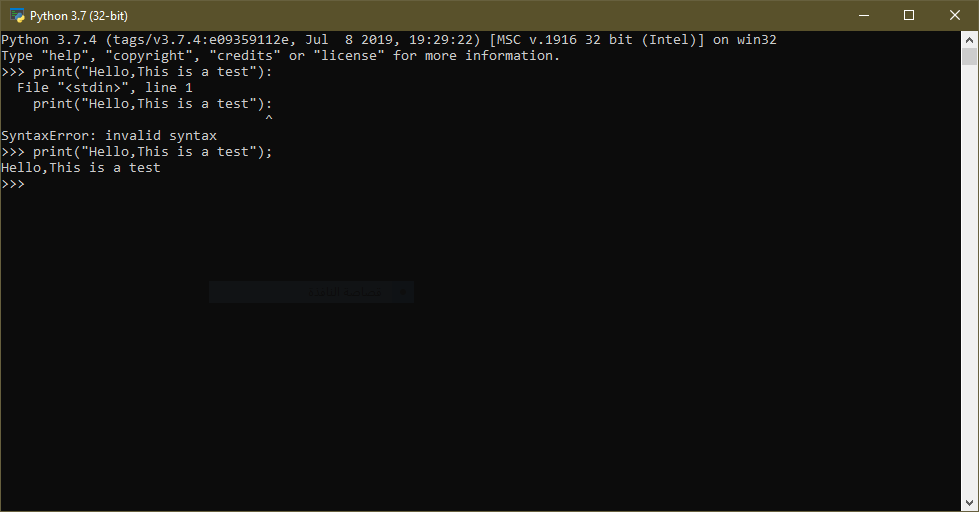 Python 3.7 (32-bit)
Python 3.7.4 (tags/v3.7.4:e09359112e, Jul  8 2019, 19:29:22) [MSC v.1916 32 bit (Intel)] on win32
Type "help", "copyright", "credits" or "license" for more information.
>>> print("Hello,This is a test"):
  File "<stdin>", line 1
    print("Hello,This is a test"):
                                 ^
SyntaxError: invalid syntax
>>> print("Hello,This is a test");
Hello,This is a test
>>>